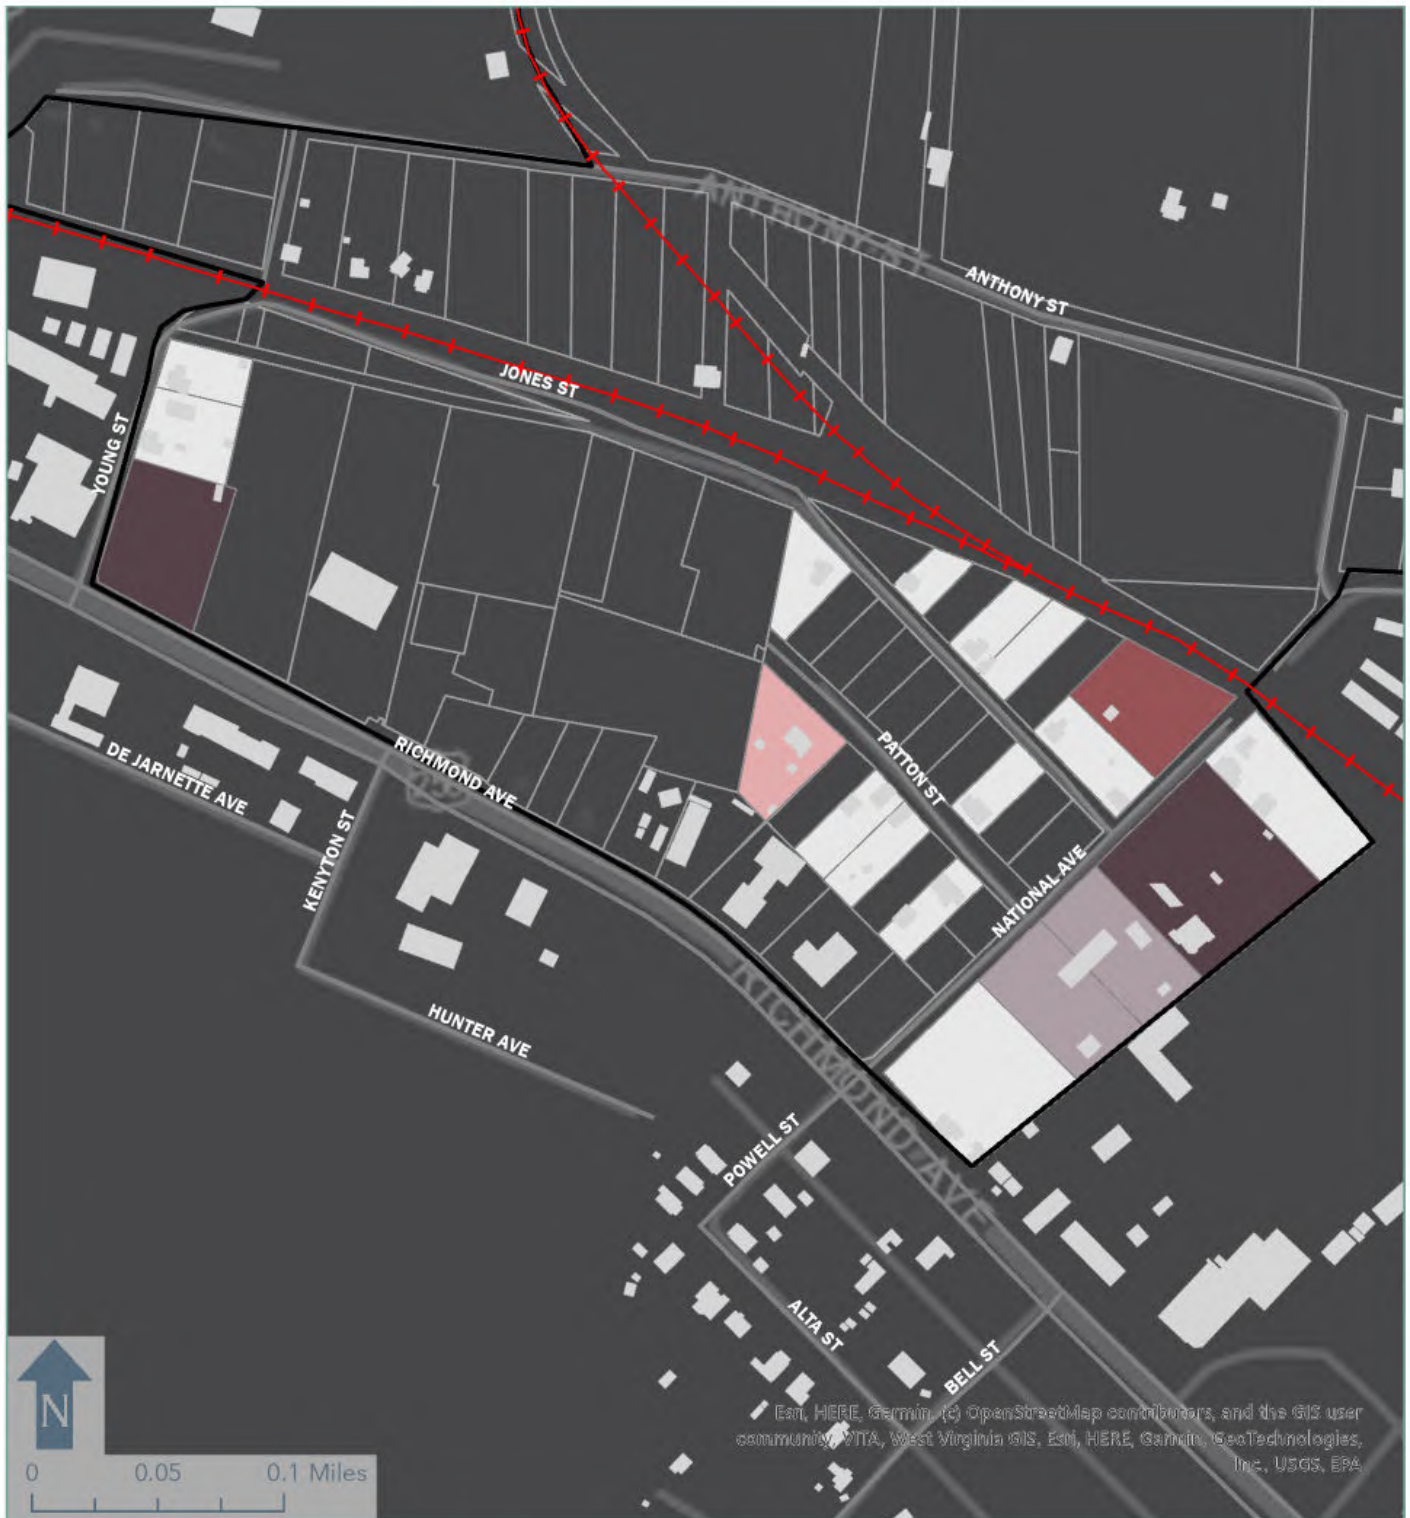 ANTHONY ST
ANTHONY ST
JONES ST
YOUNG ST
RICHMOND AVE
PATTON ST
DE JARNETTE AVE
KENYTON ST
NATIONAL AVE
HUNTER AVE
RICHMOND AVE
POWELL ST
ALTA ST
BELL ST
Esri, HERE, Garmin, (c) OpenStreetMap contributors, and the GIS user
community, VITA, West Virginia GIS, Esri, HERE, Garmin, GeoTechnologies,
Inc., USGS, EPA
N
0 0.05 0.1 Miles